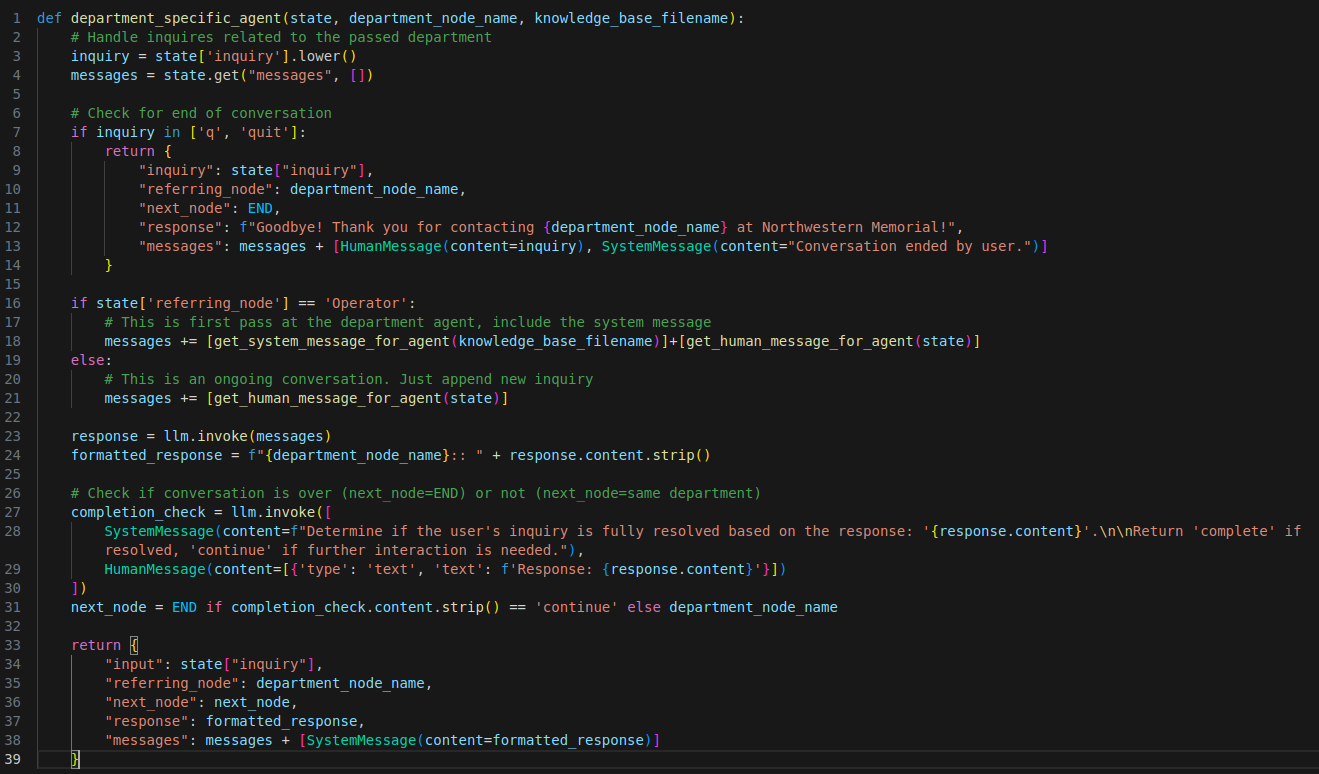 1 def department_specific_agent(state, department_node_name, knowledge_base_filename):
2     # Handle inquires related to the passed department
3     inquiry = state['inquiry'].lower()
4     messages = state.get("messages", [])
5
6     # Check for end of conversation
7     if inquiry in ['q', 'quit']:
8         return {
9             "inquiry": state["inquiry"],
10             "referring_node": department_node_name,
11             "next_node": END,
12             "response": f"Goodbye! Thank you for contacting {department_node_name} at Northwestern Memorial!",
13             "messages": messages + [HumanMessage(content=inquiry), SystemMessage(content="Conversation ended by user.")]
14         }
15
16     if state['referring_node'] == 'Operator':
17         # This is first pass at the department agent, include the system message
18         messages += [get_system_message_for_agent(knowledge_base_filename)]+[get_human_message_for_agent(state)]
19     else:
20         # This is an ongoing conversation. Just append new inquiry
21         messages += [get_human_message_for_agent(state)]
22
23     response = llm.invoke(messages)
24     formatted_response = f"{department_node_name}:: " + response.content.strip()
25
26     # Check if conversation is over (next_node=END) or not (next_node=same department)
27     completion_check = llm.invoke([
28         SystemMessage(content=f"Determine if the user's inquiry is fully resolved based on the response: '{response.content}'.\n\nReturn 'complete' if
        resolved, 'continue' if further interaction is needed."),
29         HumanMessage(content=[{'type': 'text', 'text': f'Response: {response.content}'}])
30     ])
31     next_node = END if completion_check.content.strip() == 'continue' else department_node_name
32
33     return {
34         "input": state["inquiry"],
35         "referring_node": department_node_name,
36         "next_node": next_node,
37         "response": formatted_response,
38         "messages": messages + [SystemMessage(content=formatted_response)]
39     }